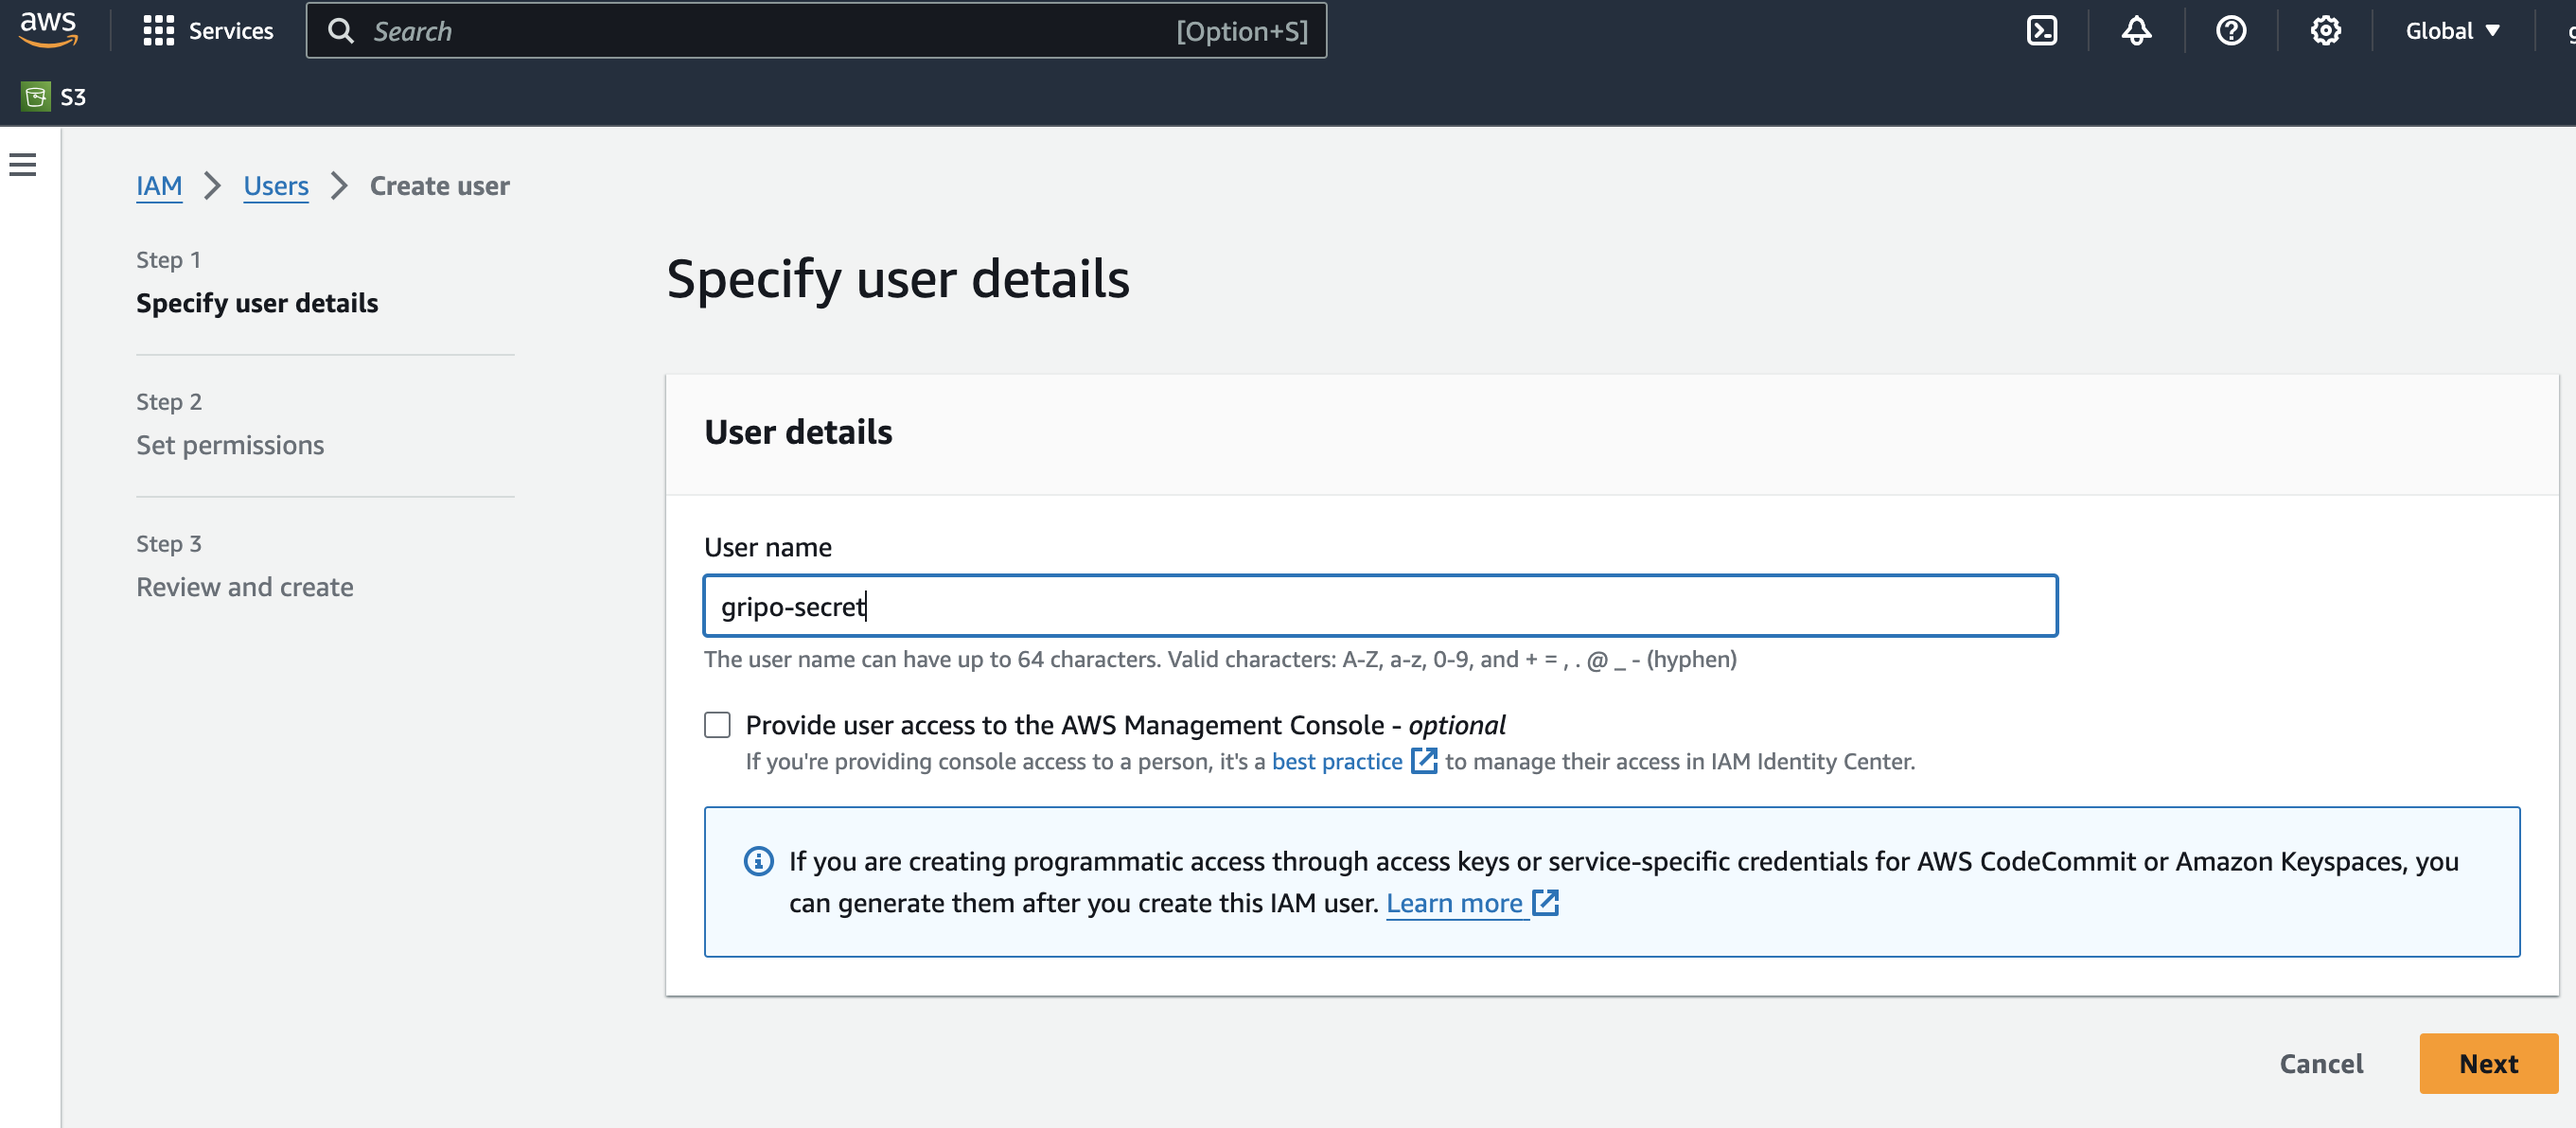 aws
Services
Search
[Option+S]
Global
S3
IAM
Users
Create user
Step 1
Specify user details
Step 2
Set permissions
Step 3
Review and create
Specify user details
User details
User name
gripo-secret
The user name can have up to 64 characters. Valid characters: A-Z, a-z, 0-9, and + = , . @ _ - (hyphen)
Provide user access to the AWS Management Console - optional
If you're providing console access to a person, it's a best practice to manage their access in IAM Identity Center.
If you are creating programmatic access through access keys or service-specific credentials for AWS CodeCommit or Amazon Keyspaces, you
can generate them after you create this IAM user. Learn more
Cancel
Next